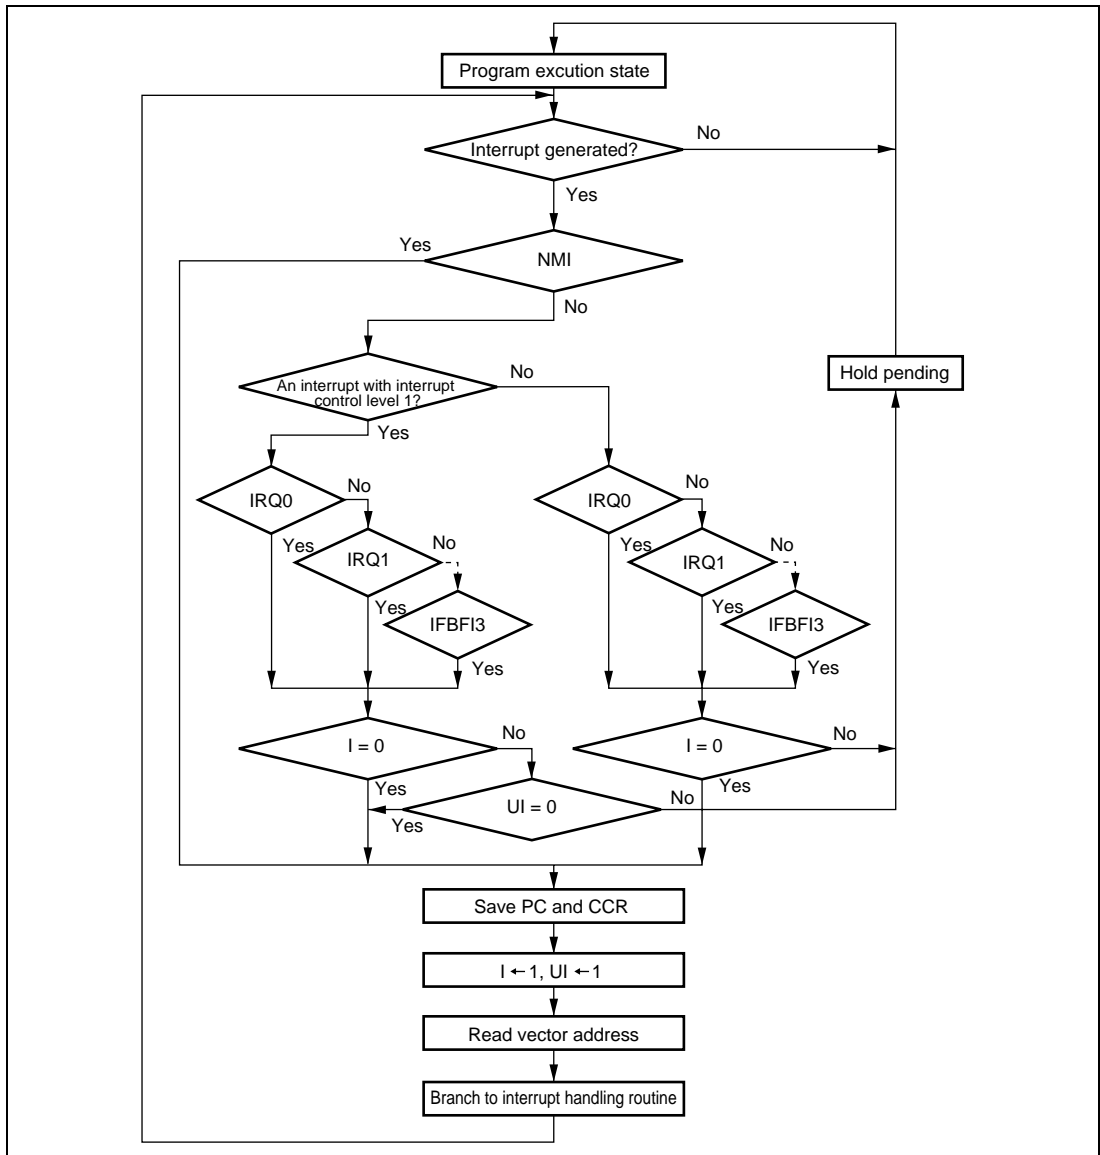 Program excution state
Interrupt generated?
No
Yes
Yes
NMI
No
An interrupt with interrupt
control level 1?
No
Yes
Hold pending
IRQ0
No
Yes
IRQ1
No
Yes
IFBFI3
Yes
IRQ0
No
Yes
IRQ1
No
Yes
IFBFI3
Yes
I = 0
No
Yes
UI = 0
No
Yes
I = 0
No
Yes
Save PC and CCR
I ← 1, UI ← 1
Read vector address
Branch to interrupt handling routine